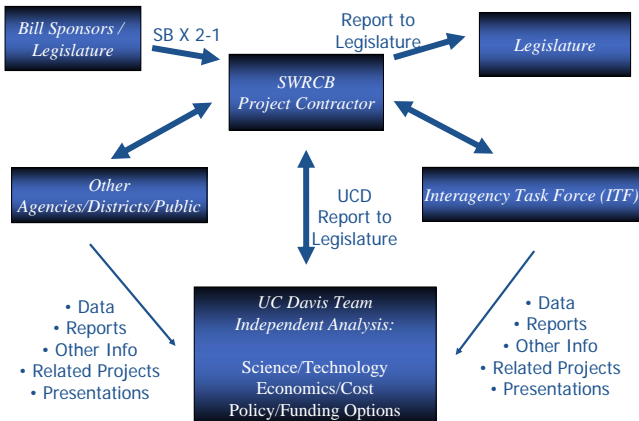 Bill Sponsors /
Legislature
SB X 2-1
Report to
Legislature
Legislature
SWRCB
Project Contractor
Other
Agencies/Districts/Public
UCD
Report to
Legislature
Interagency Task Force (ITF)
• Data
• Reports
• Other Info
• Related Projects
• Presentations
UC Davis Team
Independent Analysis:
Science/Technology
Economics/Cost
Policy/Funding Options
• Data
• Reports
• Other Info
• Related Projects
• Presentations